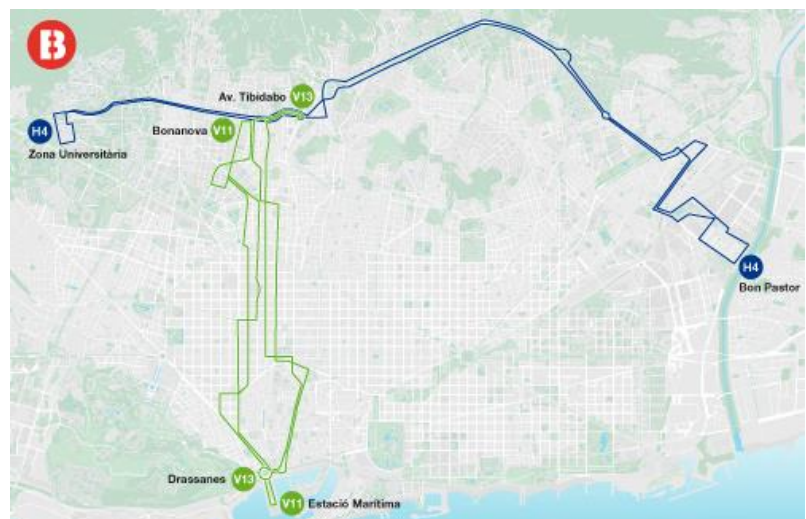 B
Av. Tibidabo V13
Bonanova V11
H4
Zona Universitària
H4
Bon Pastor
Drassanes V13
V11 Estació Marítima